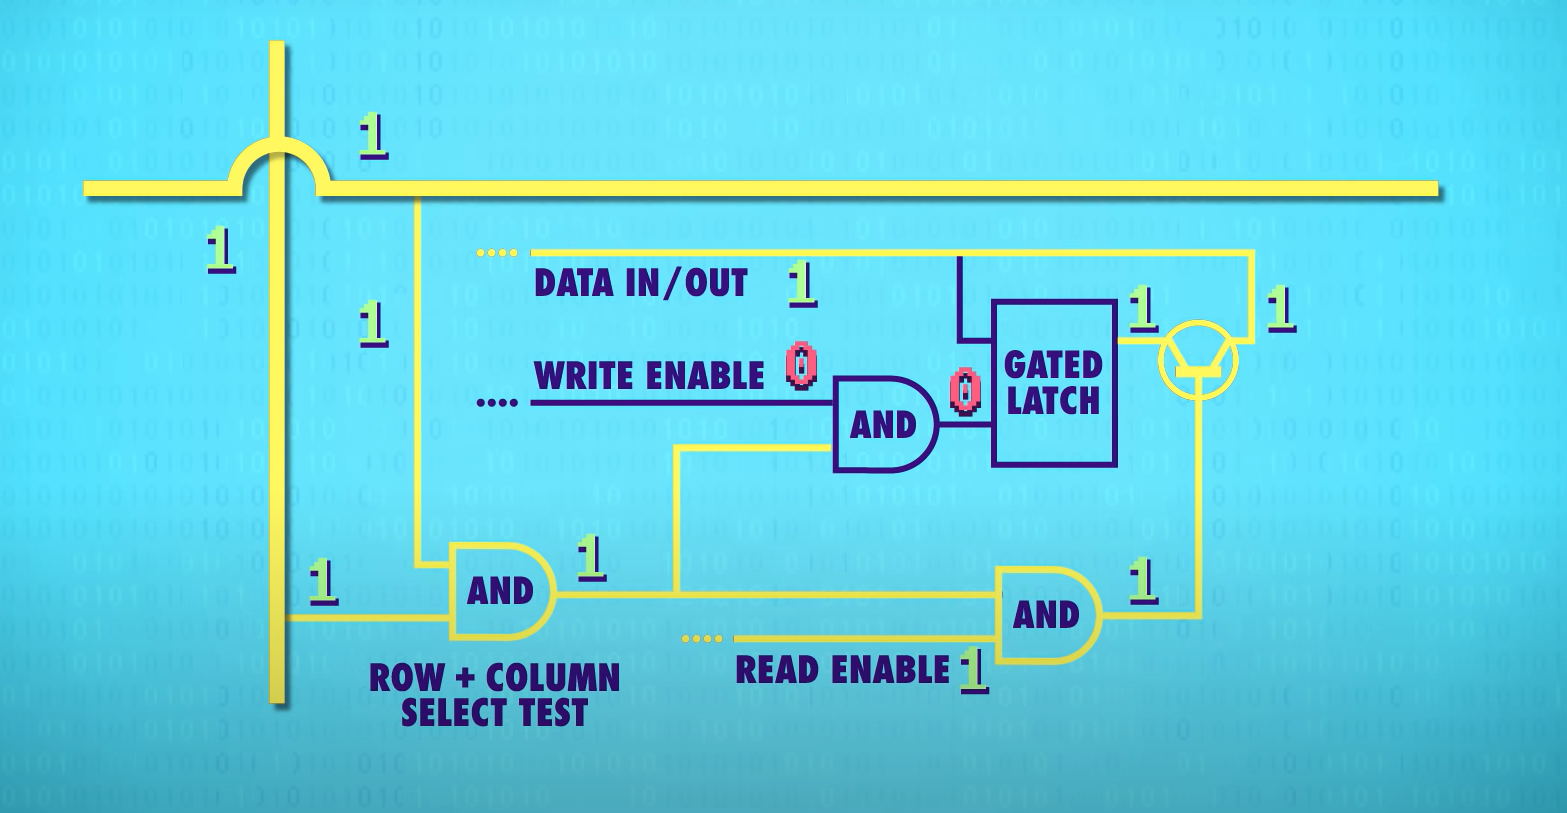 1
1
DATA IN/OUT 1
1 1
1
WRITE ENABLE 0
0
GATED
LATCH
AND
1
1
AND
1
AND
1
READ ENABLE 1
ROW + COLUMN
SELECT TEST